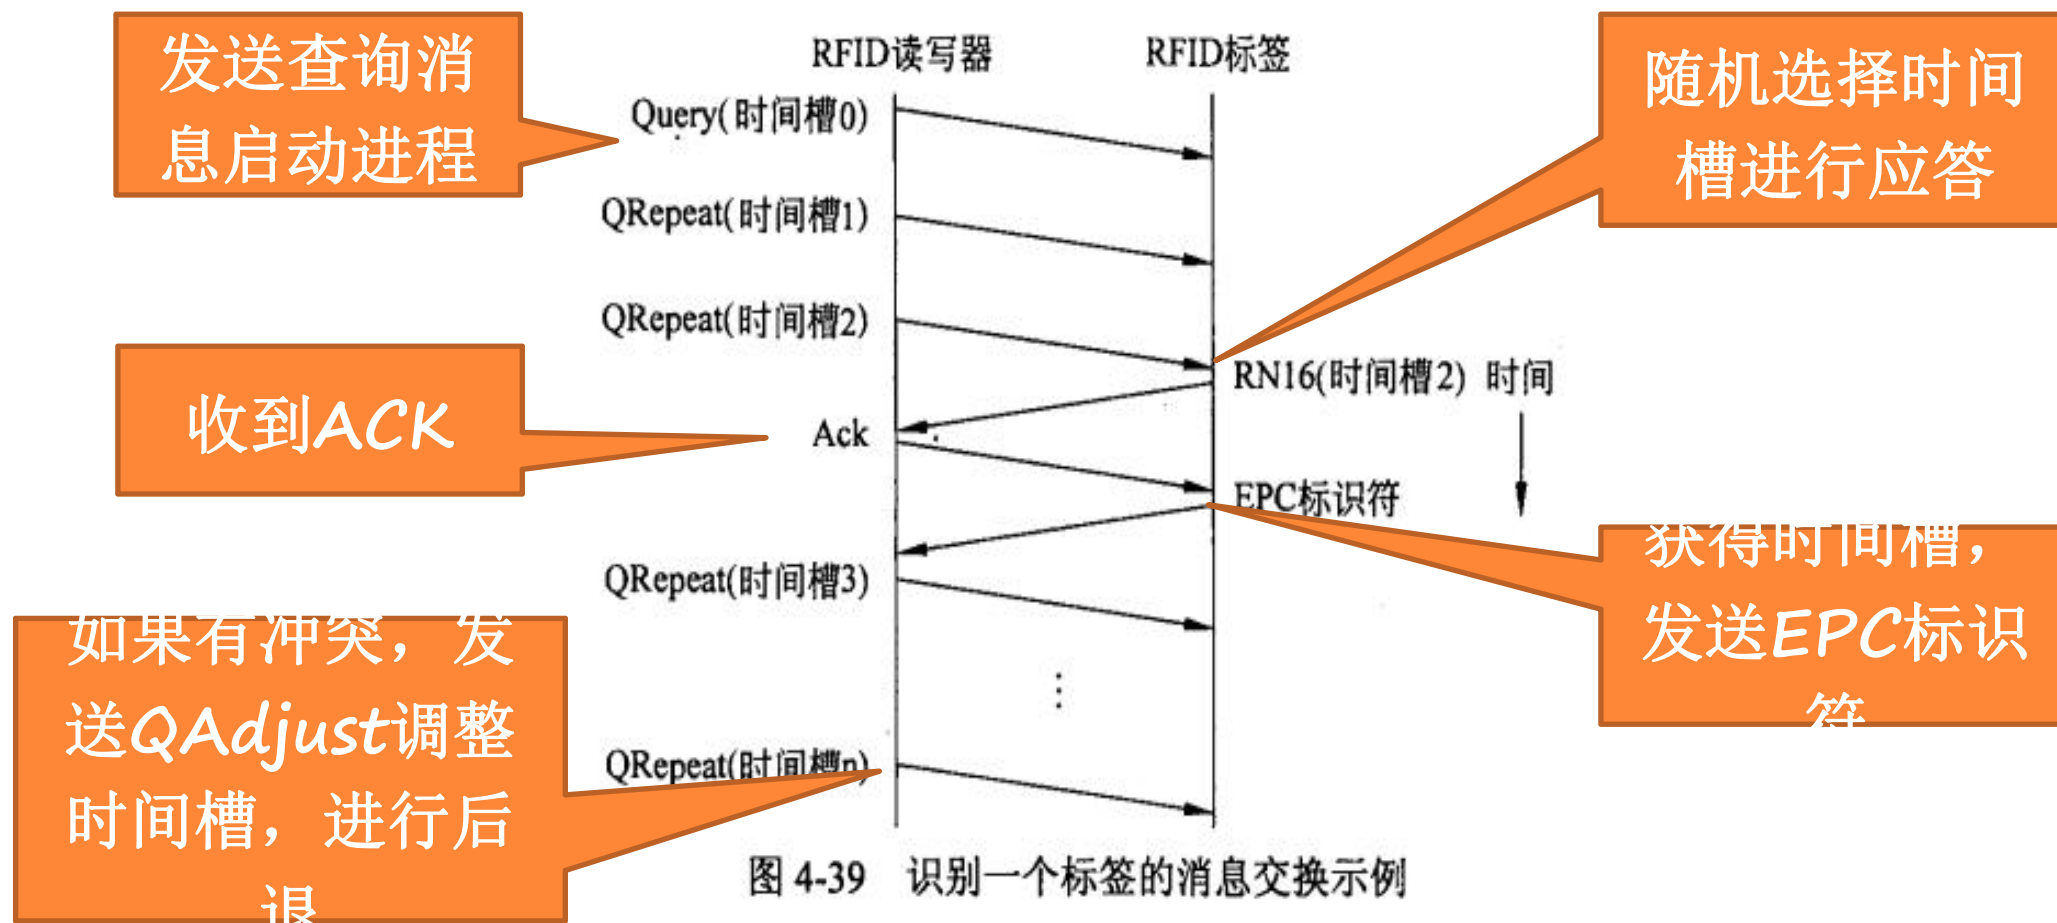 发送查询消
息启动进程
RFID读写器
RFID标签
随机选择时间
槽进行应答
Query(时间槽0)
QRepeat(时间槽1)
QRepeat(时间槽2)
RN16(时间槽2) 时间
收到ACK
Ack
EPC标识符
获得时间槽，
发送EPC标识
符
QRepeat(时间槽3)
如果有冲突，发
送QAdjust调整
时间槽，进行后
退
QRepeat(时间槽n)
图 4-39 识别一个标签的消息交换示例